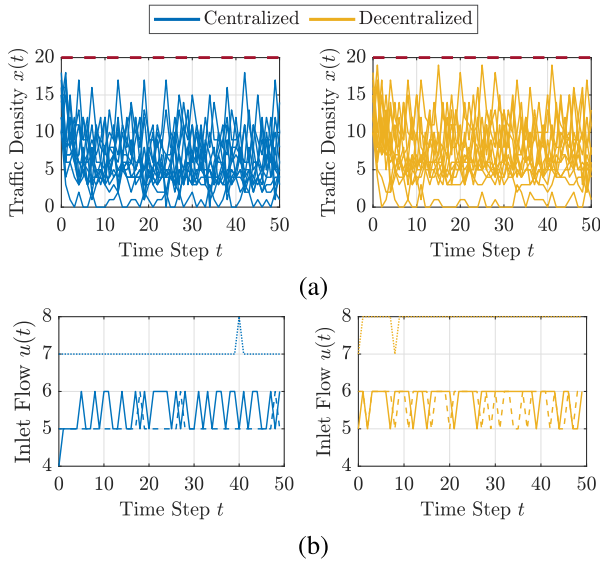 Centralized Decentralized
Traffic Density x(t)
20
15
10
5
0
0 10 20 30 40 50
Time Step t
Traffic Density x(t)
20
15
10
5
0
0 10 20 30 40 50
Time Step t
(a)
Inlet Flow u(t)
8
7
6
5
4
0 10 20 30 40 50
Time Step t
Inlet Flow u(t)
8
7
6
5
4
0 10 20 30 40 50
Time Step t
(b)